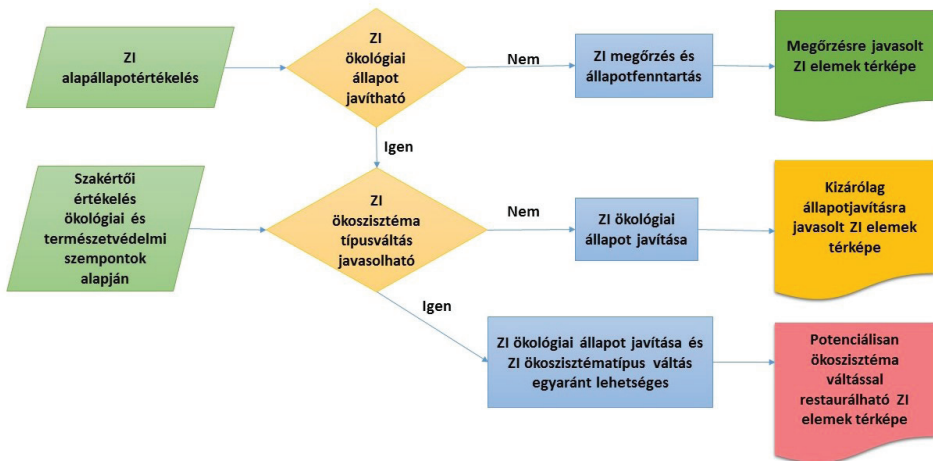 ZI
alapállapotértékelés
ZI
ökológiai
állapot
javítható
Nem
ZI megőrzés és
állapotfenntartás
Megőrzésre javasolt
ZI elemek térképe
Igen
Szakértői
értékelés
ökológiai és
természetvédelmi
szempontok
alapján
ZI
ökoszisztéma
típusváltás
javasolható
Nem
ZI ökológiai
állapot javítása
Kizárólag
állapotjavításra
javasolt ZI elemek
térképe
Igen
ZI ökológiai állapot javítása és
ZI ökoszisztématípus váltás
egyaránt lehetséges
Potenciálisan
ökoszisztéma
váltással
restaurálható ZI
elemek térképe